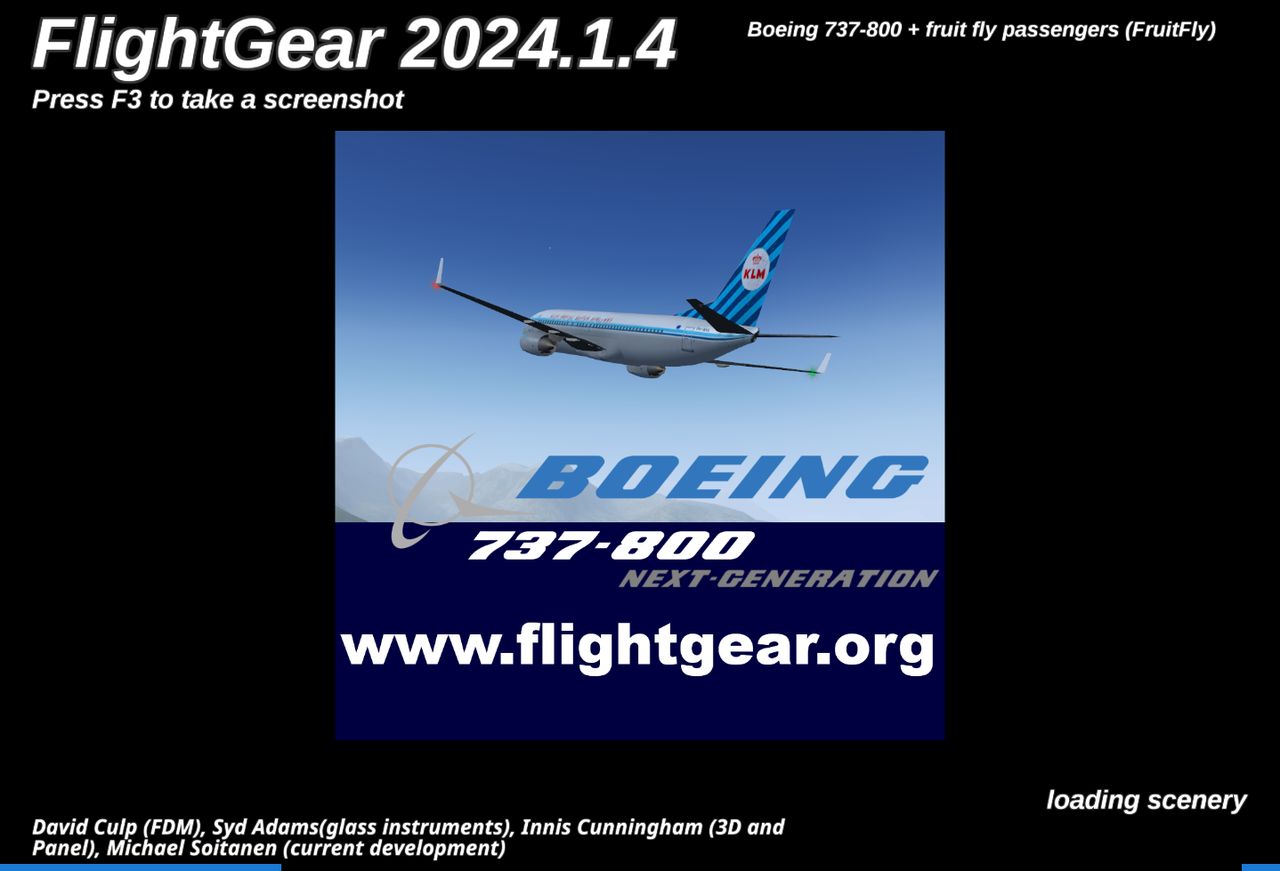 FlightGear 2024.1.4
Boeing 737-800 + fruit fly passengers (FruitFly)
Press F3 to take a screenshot
KLM
BOEING
737-800
NEXT-GENERATION
www.flightgear.org
loading scenery
David Culp (FDM), Syd Adams(glass instruments), Innis Cunningham (3D and
Panel), Michael Soitanen (current development)